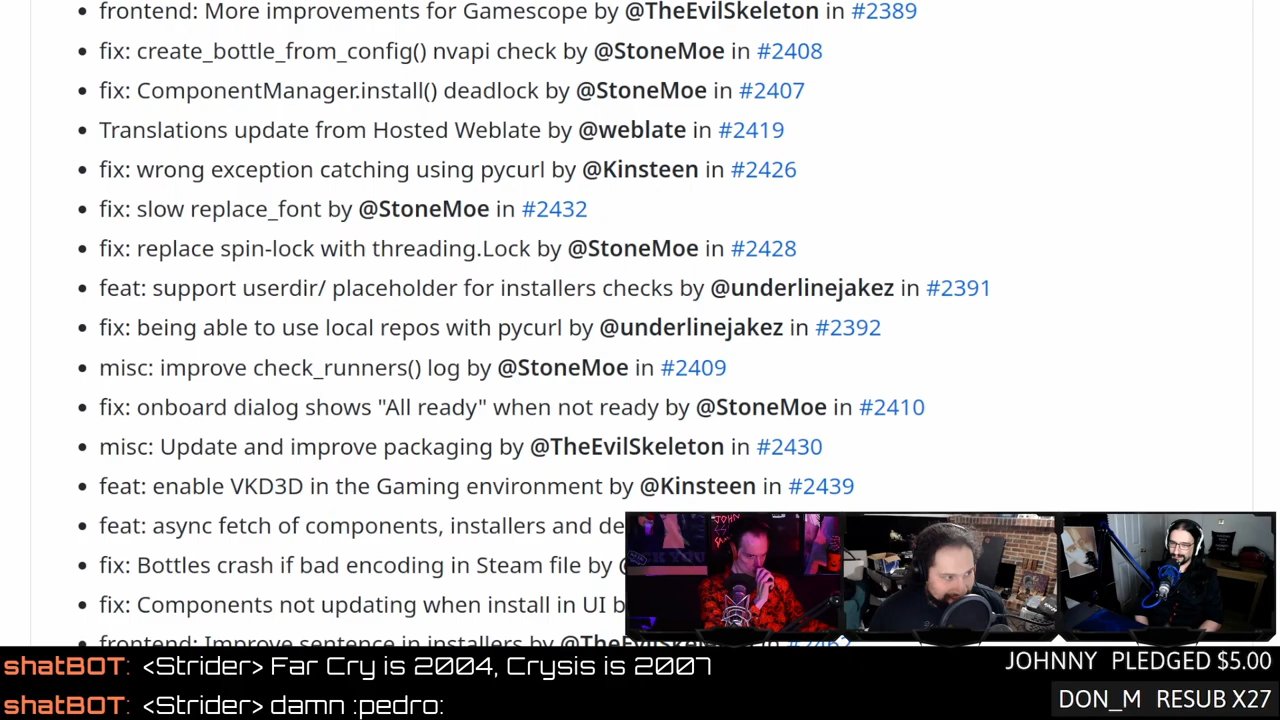 frontend: More improvements for Gamescope by @TheEvilSkeleton in #2389
fix: create_bottle_from_config() nvapi check by @StoneMoe in #2408
fix: ComponentManager.install() deadlock by @StoneMoe in #2407
Translations update from Hosted Weblate by @weblate in #2419
fix: wrong exception catching using pycurl by @Kinsteen in #2426
fix: slow replace_font by @StoneMoe in #2432
fix: replace spin-lock with threading.Lock by @StoneMoe in #2428
feat: support userdir/ placeholder for installers checks by @underlinejakez in #2391
fix: being able to use local repos with pycurl by @underlinejakez in #2392
misc: improve check_runners() log by @StoneMoe in #2409
fix: onboard dialog shows "All ready" when not ready by @StoneMoe in #2410
misc: Update and improve packaging by @TheEvilSkeleton in #2430
feat: enable VKD3D in the Gaming environment by @Kinsteen in #2439
feat: async fetch of components, installers and de
fix: Bottles crash if bad encoding in Steam file by
fix: Components not updating when install in UI b
frontend: Improve sentence in installers by
shatBOT: <Strider> Far Cry is 2004, Crysis is 2007
shatBOT: <Strider> damn :pedro:
JOHNNY PLEDGED $5.00
DON_M RESUB X27